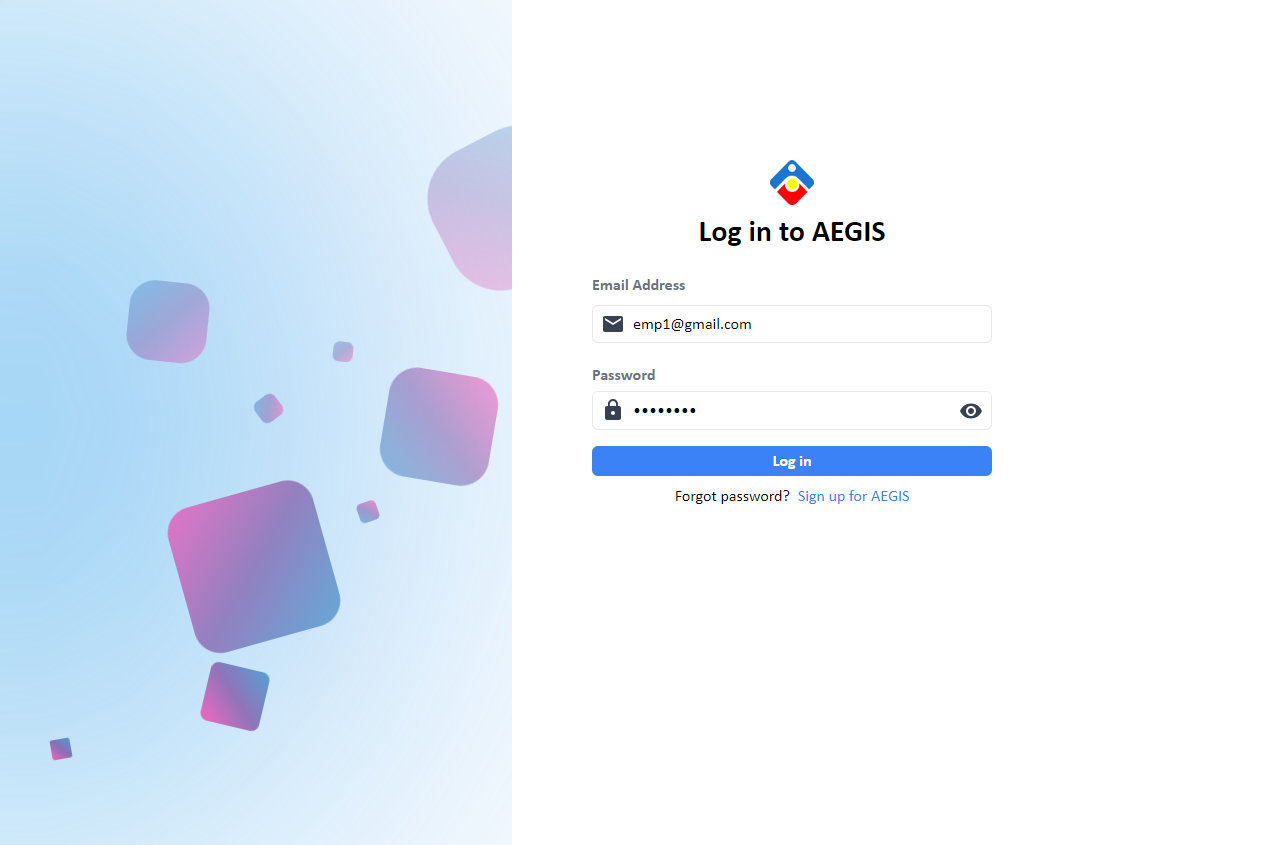 Log in to AEGIS
Email Address
emp1@gmail.com
Password
••••••••
Log in
Forgot password? Sign up for AEGIS